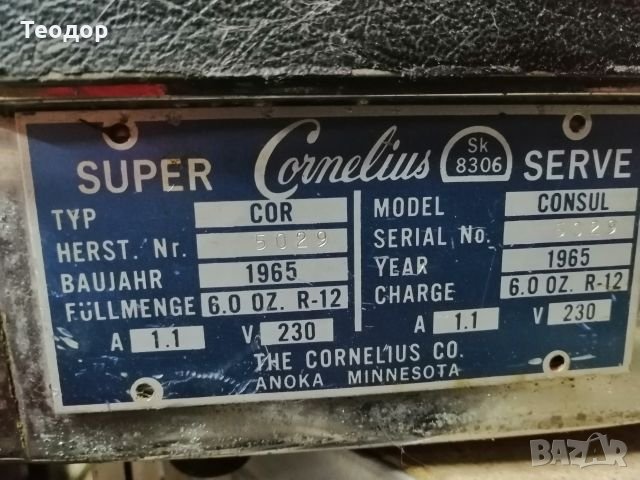 Теодор
SUPER Cornelius Sk 8306 SERVE
TYP COR
HERST. Nr. 5029
BAUJAHR 1965
FÜLLMENGE 6.0 OZ. R-12
A 1.1 V 230
MODEL CONSUL
SERIAL No. 5029
YEAR 1965
CHARGE 6.0 OZ. R-12
A 1.1 V 230
THE CORNELIUS CO.
ANOKA MINNESOTA
BAZAR